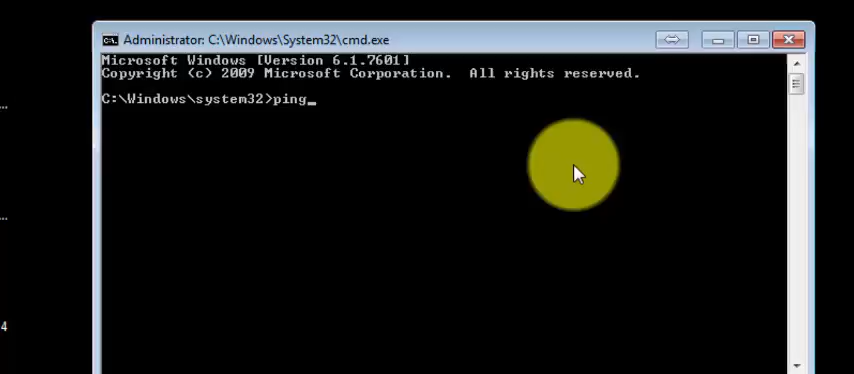 Administrator: C:\Windows\System32\cmd.exe
Microsoft Windows [Version 6.1.7601]
Copyright (c) 2009 Microsoft Corporation.  All rights reserved.
C:\Windows\system32>ping_
...
...
4